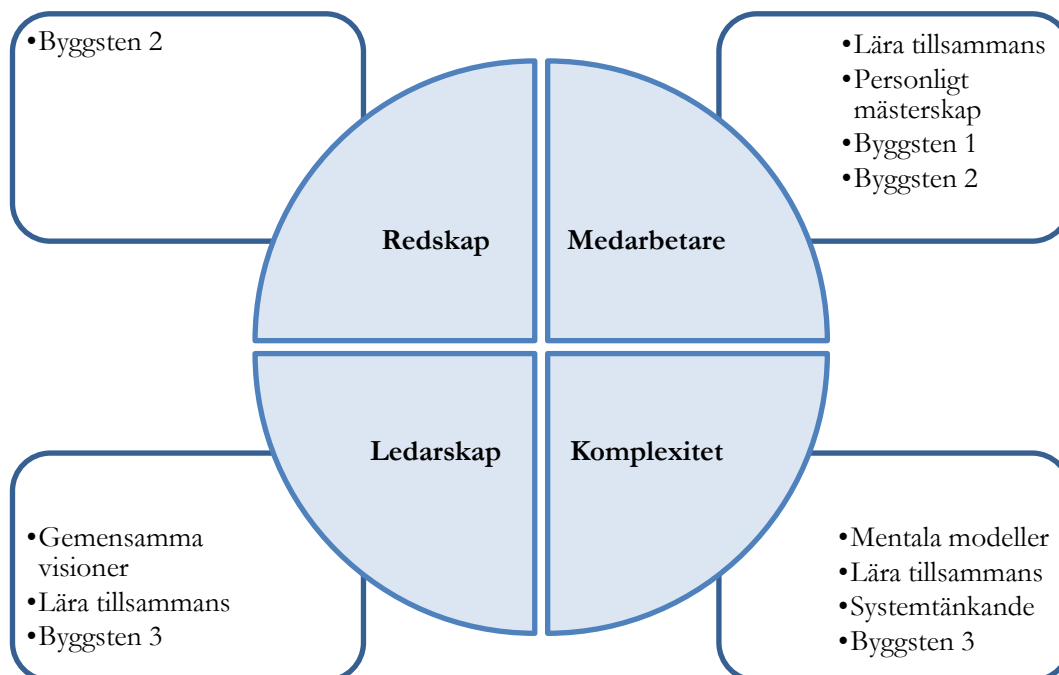 •Byggsten 2
•Lära tillsammans
•Personligt
mästerskap
•Byggsten 1
•Byggsten 2
Redskap
Medarbetare
Ledarskap
Komplexitet
•Gemensamma
visioner
•Lära tillsammans
•Byggsten 3
•Mentala modeller
•Lära tillsammans
•Systemtänkande
•Byggsten 3